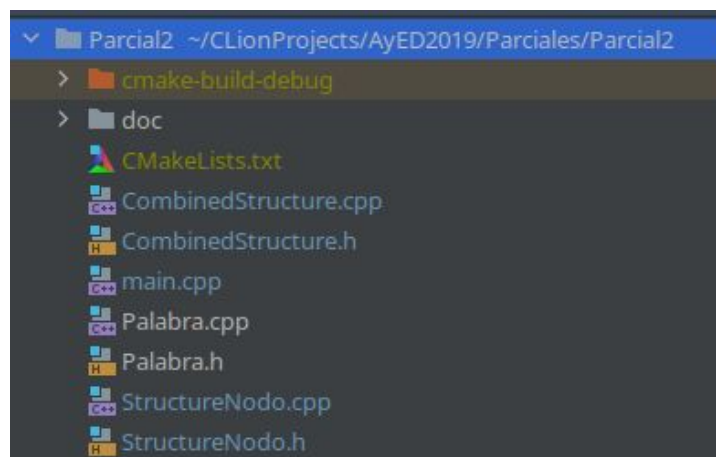 Parcial2 ~/CLionProjects/AyED2019/Parciales/Parcial2
cmake-build-debug
doc
CMakeLists.txt
C++ CombinedStructure.cpp
H CombinedStructure.h
C++ main.cpp
C++ Palabra.cpp
H Palabra.h
C++ StructureNodo.cpp
H StructureNodo.h